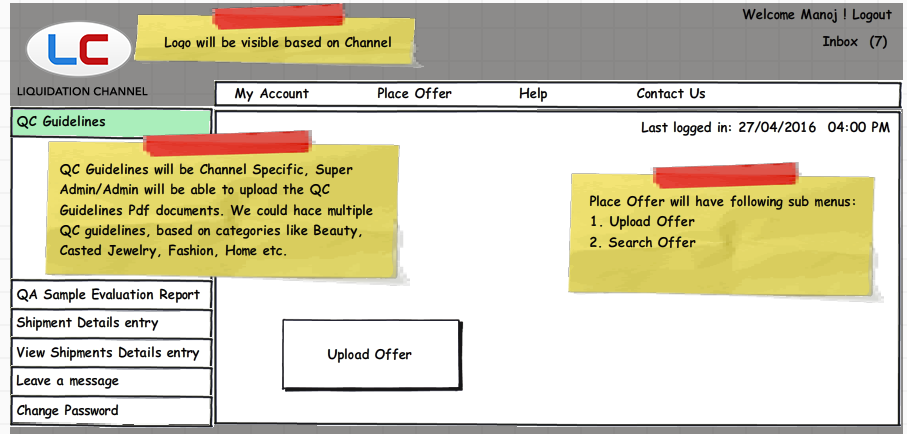 Welcome Manoj ! Logout
Logo will be visible based on Channel
Inbox (7)
LC
LIQUIDATION CHANNEL
My Account Place Offer Help Contact Us
QC Guidelines
Last logged in: 27/04/2016 04:00 PM
QC Guidelines will be Channel Specific, Super
Admin/Admin will be able to upload the QC
Guidelines Pdf documents. We could hace multiple
QC guidelines, based on categories like Beauty,
Casted Jewelry, Fashion, Home etc.
Place Offer will have following sub menus:
1. Upload Offer
2. Search Offer
QA Sample Evaluation Report
Shipment Details entry
View Shipments Details entry
Leave a message
Change Password
Upload Offer